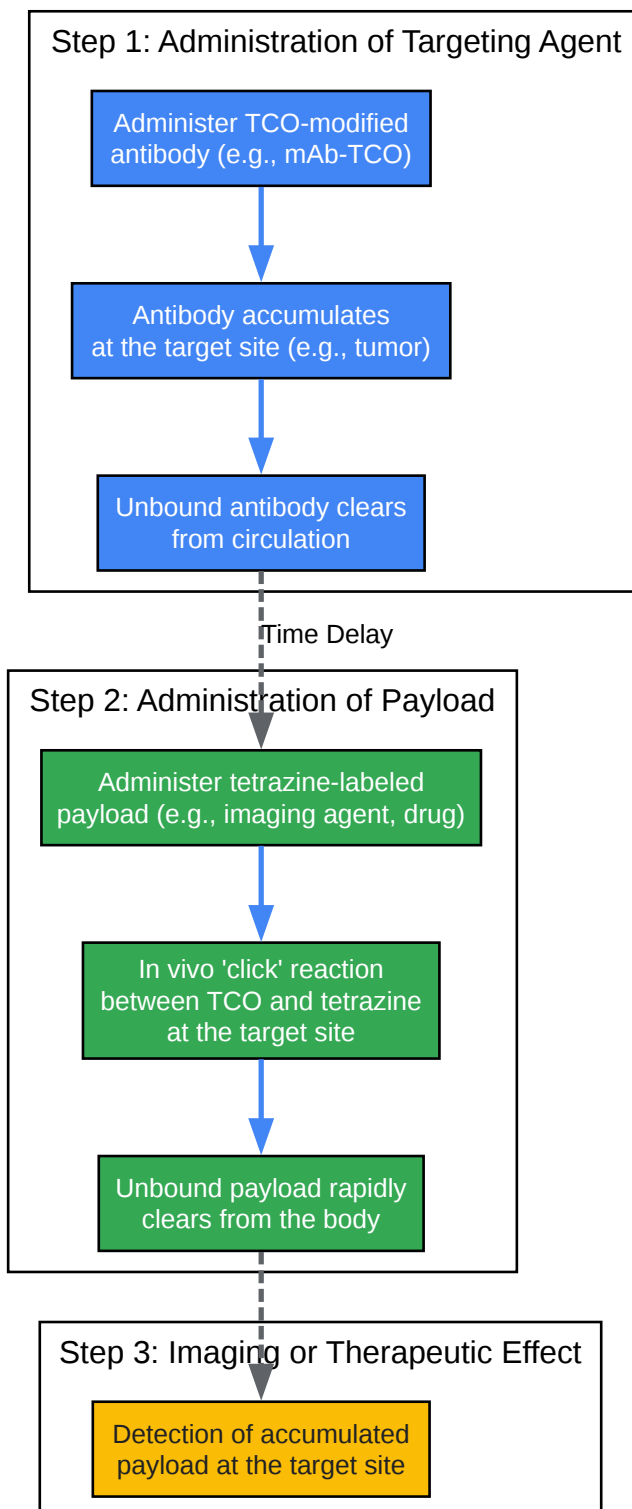 Step 1: Administration of Targeting Agent
Administer TCO-modified
antibody (e.g., mAb-TCO)
Antibody accumulates
at the target site (e.g., tumor)
Unbound antibody clears
from circulation
Time Delay
Step 2: Administration of Payload
Administer tetrazine-labeled
payload (e.g., imaging agent, drug)
In vivo 'click' reaction
between TCO and tetrazine
at the target site
Unbound payload rapidly
clears from the body
Step 3: Imaging or Therapeutic Effect
Detection of accumulated
payload at the target site